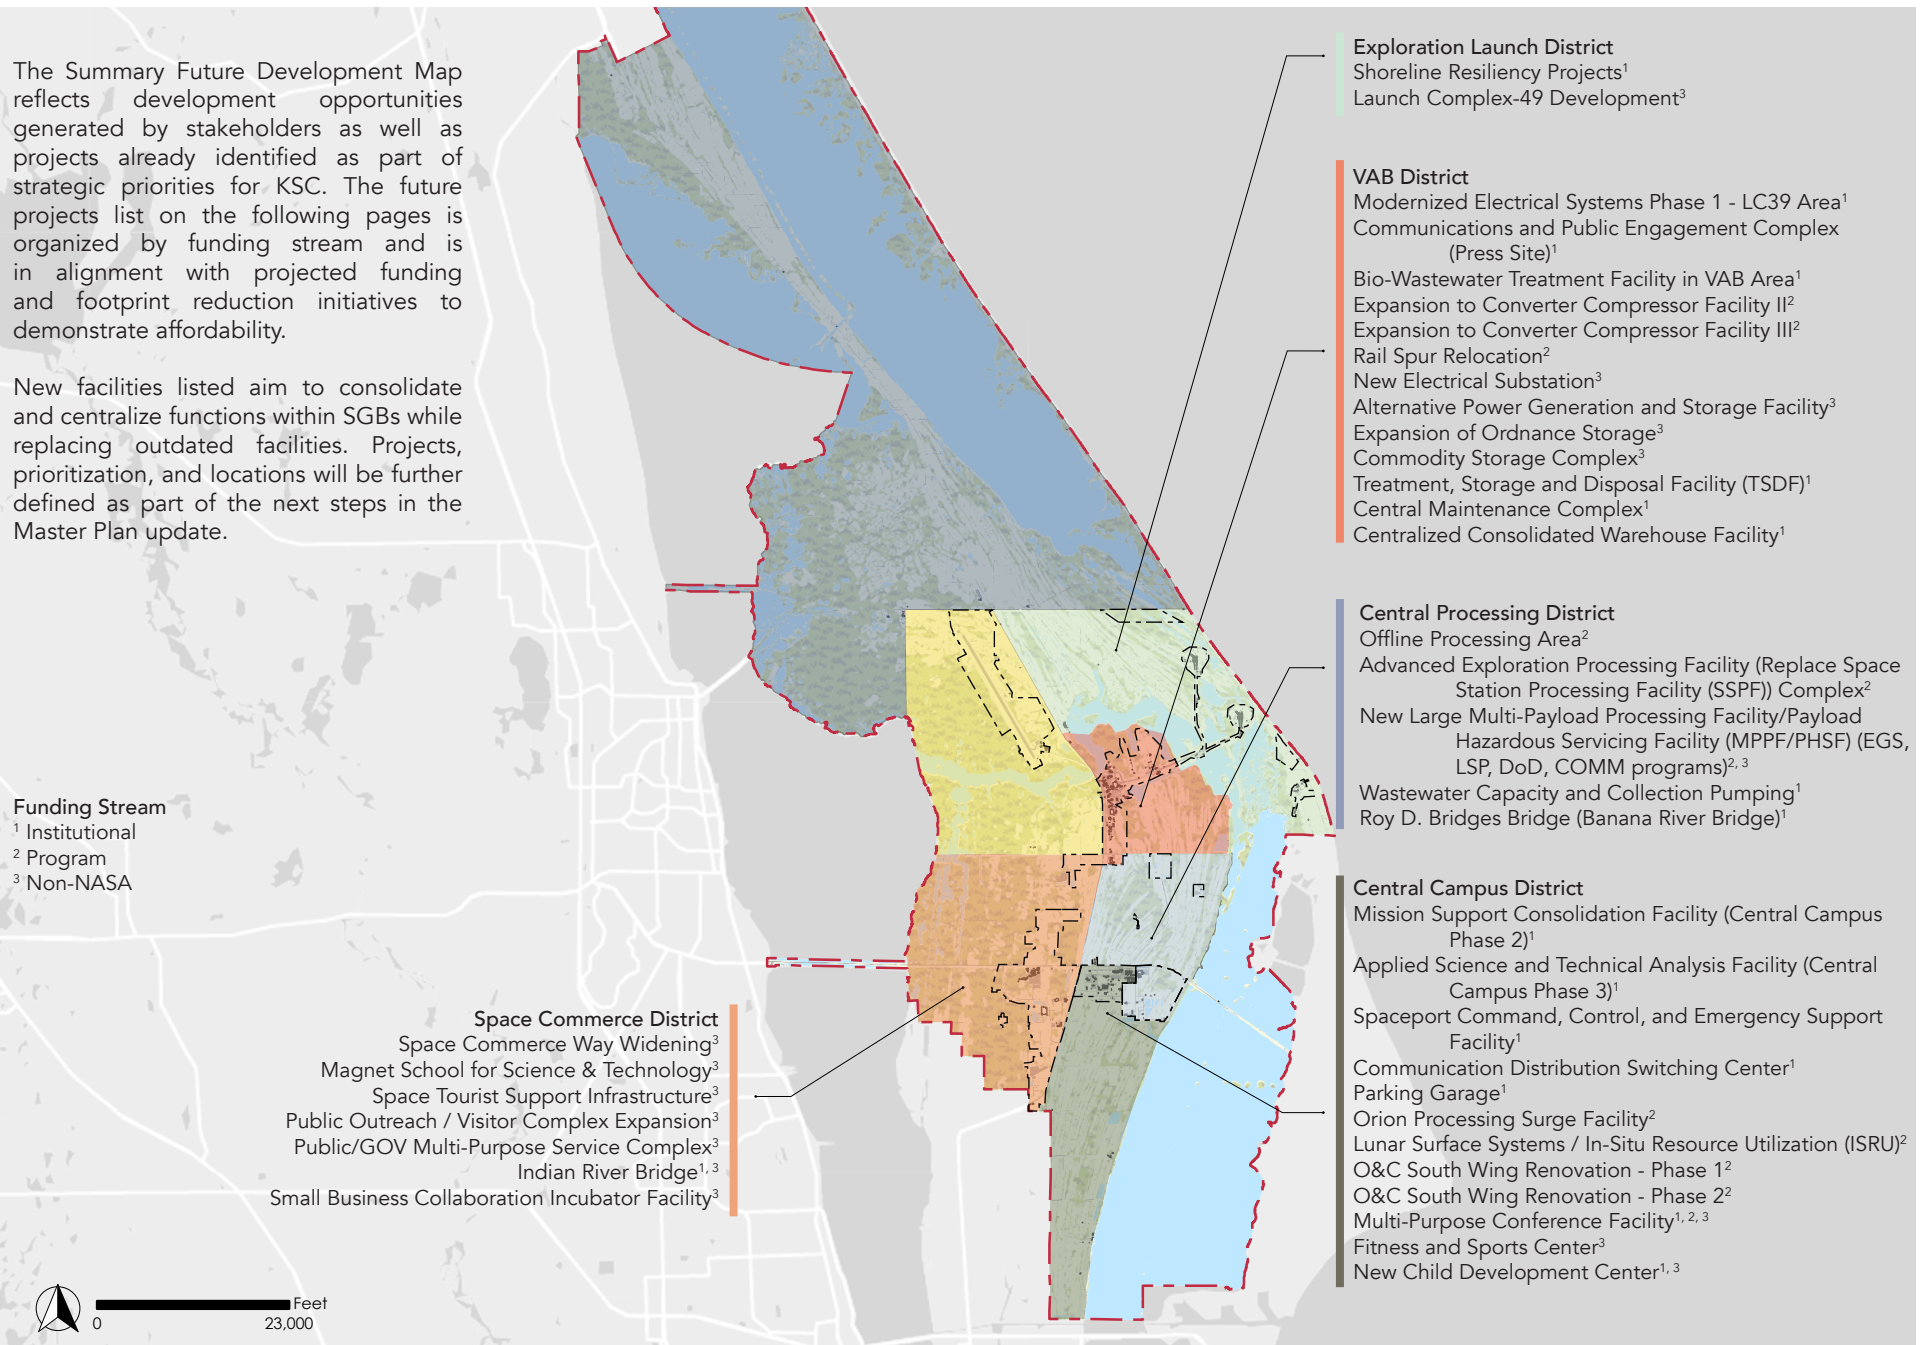 The Summary Future Development Map
reflects development opportunities
generated by stakeholders as well as
projects already identified as part of
strategic priorities for KSC. The future
projects list on the following pages is
organized by funding stream and is
in alignment with projected funding
and footprint reduction initiatives to
demonstrate affordability.
New facilities listed aim to consolidate
and centralize functions within SGBs while
replacing outdated facilities. Projects,
prioritization, and locations will be further
defined as part of the next steps in the
Master Plan update.
Funding Stream
¹ Institutional
² Program
³ Non-NASA
Space Commerce District
Space Commerce Way Widening³
Magnet School for Science & Technology³
Space Tourist Support Infrastructure³
Public Outreach / Visitor Complex Expansion³
Public/GOV Multi-Purpose Service Complex³
Indian River Bridge¹, ³
Small Business Collaboration Incubator Facility³
Feet
0 23,000
Exploration Launch District
Shoreline Resiliency Projects¹
Launch Complex-49 Development³
VAB District
Modernized Electrical Systems Phase 1 - LC39 Area¹
Communications and Public Engagement Complex
(Press Site)¹
Bio-Wastewater Treatment Facility in VAB Area¹
Expansion to Converter Compressor Facility II²
Expansion to Converter Compressor Facility III²
Rail Spur Relocation²
New Electrical Substation³
Alternative Power Generation and Storage Facility³
Expansion of Ordnance Storage³
Commodity Storage Complex³
Treatment, Storage and Disposal Facility (TSDF)¹
Central Maintenance Complex¹
Centralized Consolidated Warehouse Facility¹
Central Processing District
Offline Processing Area²
Advanced Exploration Processing Facility (Replace Space
Station Processing Facility (SSPF)) Complex²
New Large Multi-Payload Processing Facility/Payload
Hazardous Servicing Facility (MPPF/PHSF) (EGS,
LSP, DoD, COMM programs)², ³
Wastewater Capacity and Collection Pumping¹
Roy D. Bridges Bridge (Banana River Bridge)¹
Central Campus District
Mission Support Consolidation Facility (Central Campus
Phase 2)¹
Applied Science and Technical Analysis Facility (Central
Campus Phase 3)¹
Spaceport Command, Control, and Emergency Support
Facility¹
Communication Distribution Switching Center¹
Parking Garage¹
Orion Processing Surge Facility²
Lunar Surface Systems / In-Situ Resource Utilization (ISRU)²
O&C South Wing Renovation - Phase 1²
O&C South Wing Renovation - Phase 2²
Multi-Purpose Conference Facility¹, ², ³
Fitness and Sports Center³
New Child Development Center¹, ³